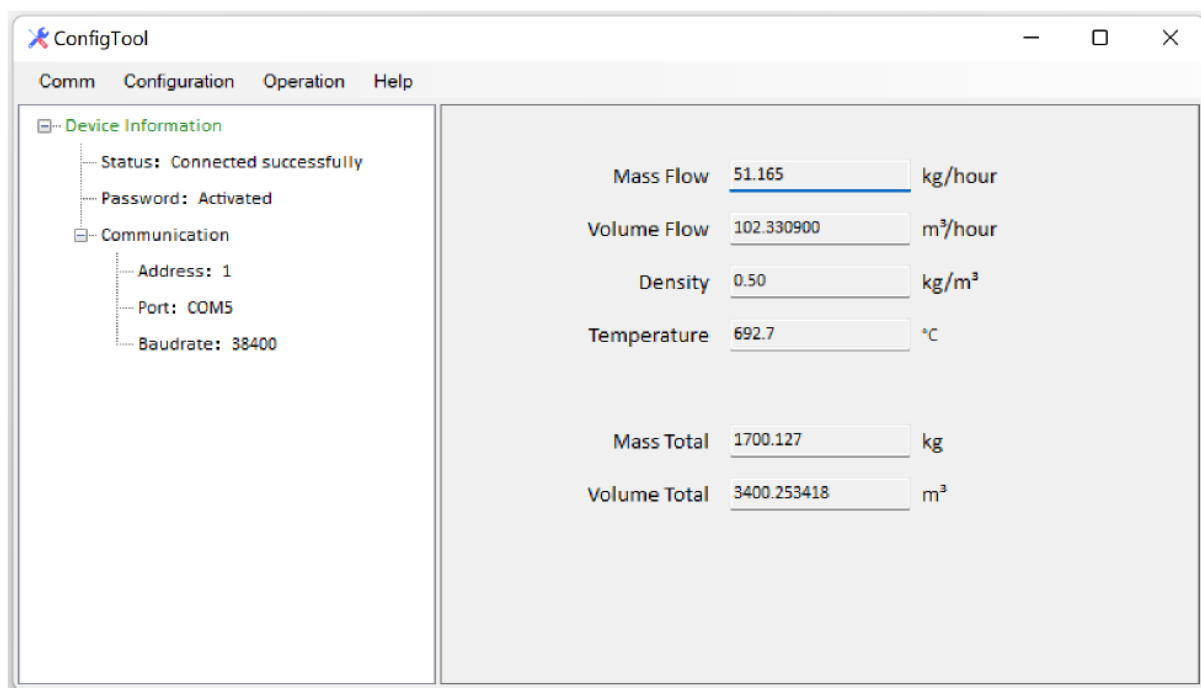 ConfigTool
Comm Configuration Operation Help
Device Information
Status: Connected successfully
Password: Activated
Communication
Address: 1
Port: COM5
Baudrate: 38400
Mass Flow 51.165 kg/hour
Volume Flow 102.330900 m³/hour
Density 0.50 kg/m³
Temperature 692.7 °C
Mass Total 1700.127 kg
Volume Total 3400.253418 m³